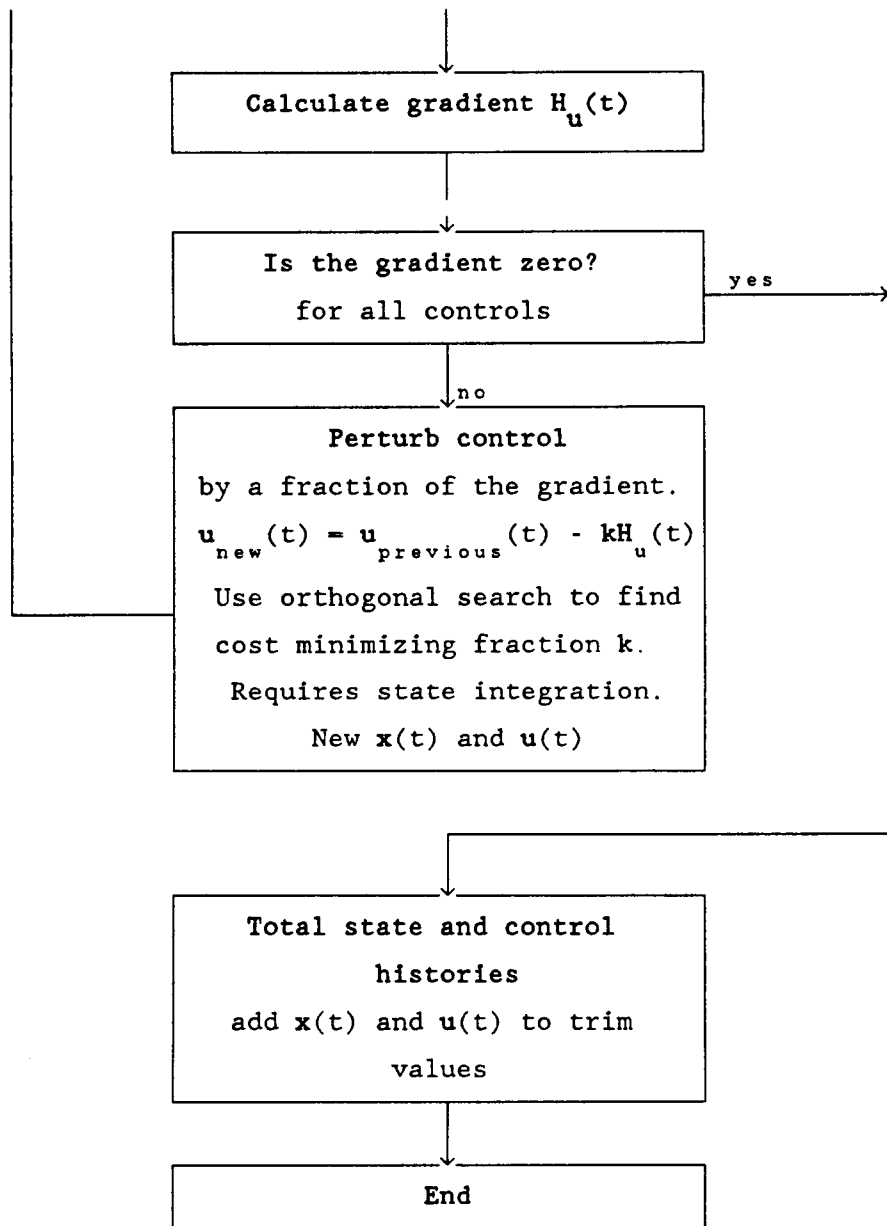 Calculate gradient H_u(t)
Is the gradient zero?
for all controls
yes
no
Perturb control
by a fraction of the gradient.
u_new(t) = u_previous(t) - kH_u(t)
Use orthogonal search to find
cost minimizing fraction k.
Requires state integration.
New x(t) and u(t)
Total state and control
histories
add x(t) and u(t) to trim
values
End